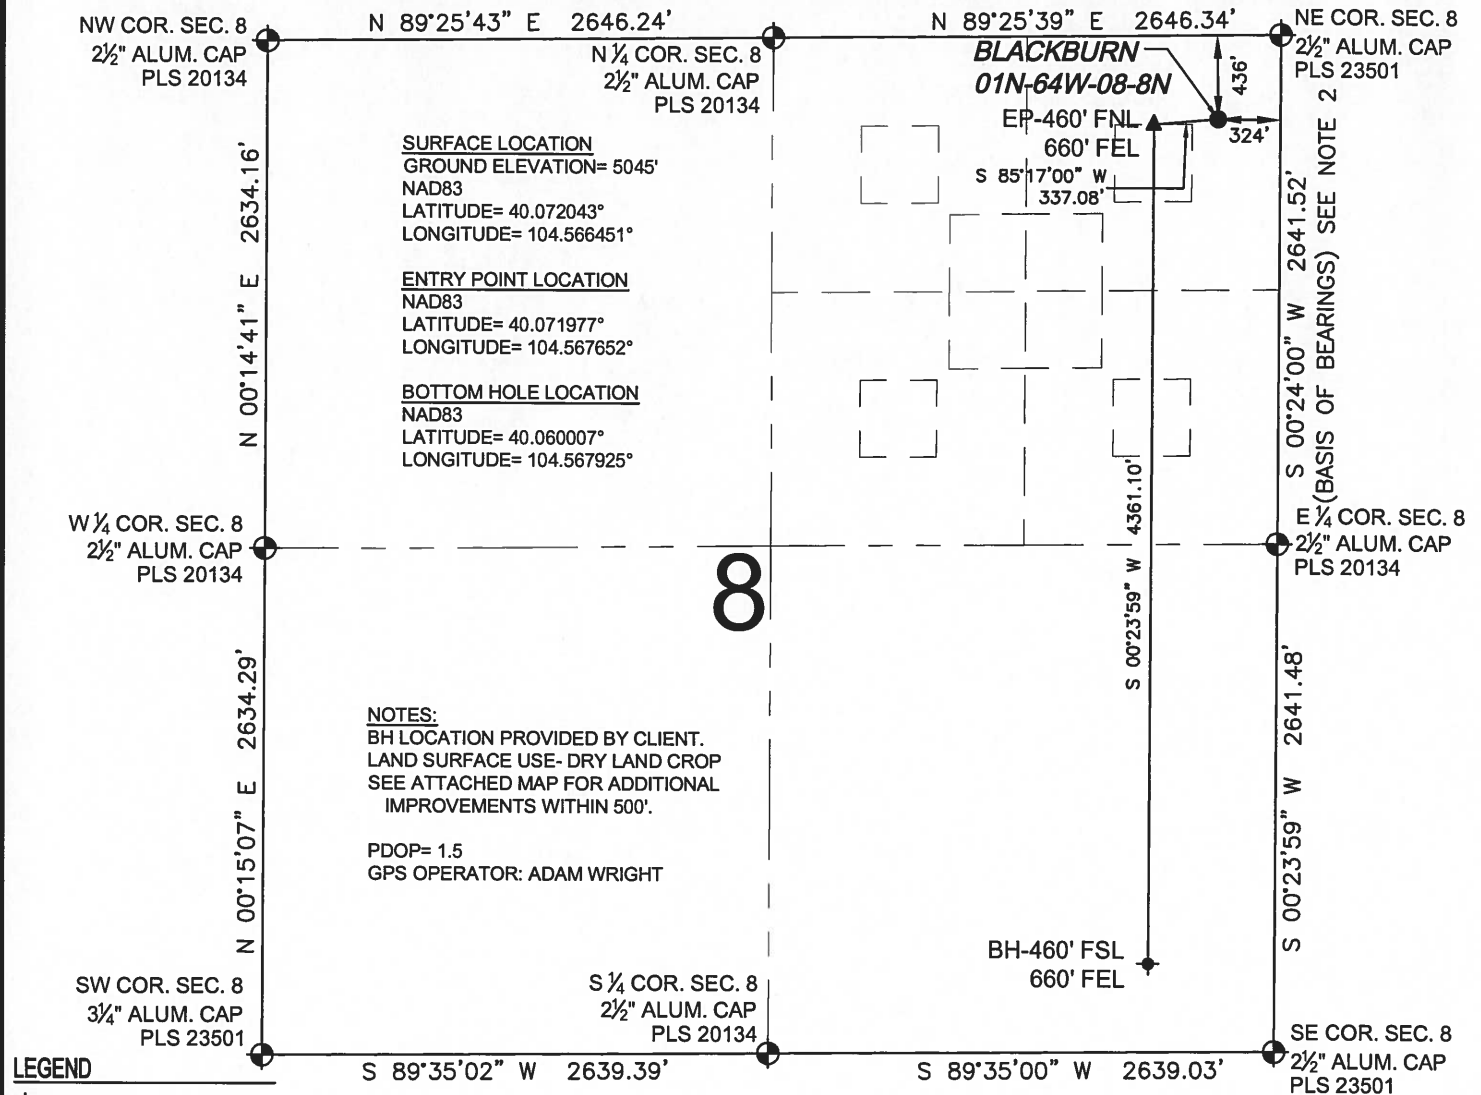 N 89°25'43" E 2646.24'
N 89°25'39" E 2646.34'
NW COR. SEC. 8
2½" ALUM. CAP
PLS 20134
N ¼ COR. SEC. 8
2½" ALUM. CAP
PLS 20134
NE COR. SEC. 8
2½" ALUM. CAP
PLS 23501
BLACKBURN
01N-64W-08-8N
436'
324'
EP-460' FNL
660' FEL
S 85°17'00" W
337.08'
SURFACE LOCATION
GROUND ELEVATION= 5045'
NAD83
LATITUDE= 40.072043°
LONGITUDE= 104.566451°
ENTRY POINT LOCATION
NAD83
LATITUDE= 40.071977°
LONGITUDE= 104.567652°
BOTTOM HOLE LOCATION
NAD83
LATITUDE= 40.060007°
LONGITUDE= 104.567925°
N 00°14'41" E 2634.16'
S 00°24'00" W 2641.52'
(BASIS OF BEARINGS) SEE NOTE 2
W ¼ COR. SEC. 8
2½" ALUM. CAP
PLS 20134
E ¼ COR. SEC. 8
2½" ALUM. CAP
PLS 20134
8
S 00°23'59" W 4361.10'
N 00°15'07" E 2634.29'
S 00°23'59" W 2641.48'
NOTES:
BH LOCATION PROVIDED BY CLIENT.
LAND SURFACE USE- DRY LAND CROP
SEE ATTACHED MAP FOR ADDITIONAL
IMPROVEMENTS WITHIN 500'.
PDOP= 1.5
GPS OPERATOR: ADAM WRIGHT
BH-460' FSL
660' FEL
SW COR. SEC. 8
3¼" ALUM. CAP
PLS 23501
S ¼ COR. SEC. 8
2½" ALUM. CAP
PLS 20134
SE COR. SEC. 8
2½" ALUM. CAP
PLS 23501
S 89°35'02" W 2639.39'
S 89°35'00" W 2639.03'
LEGEND